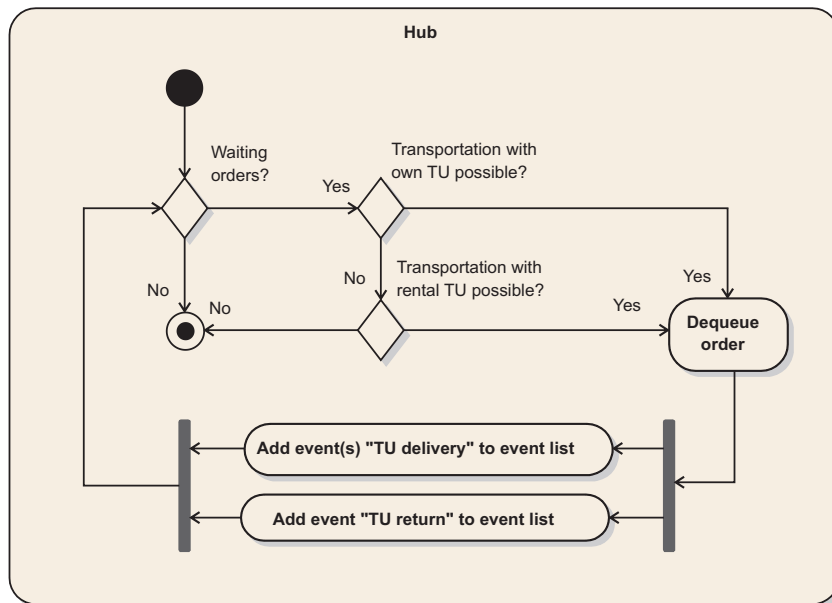 Hub
Waiting
orders?
Transportation with
own TU possible?
Yes
No
No
No
Transportation with
rental TU possible?
Yes
Yes
Dequeue
order
Add event(s) "TU delivery" to event list
Add event "TU return" to event list